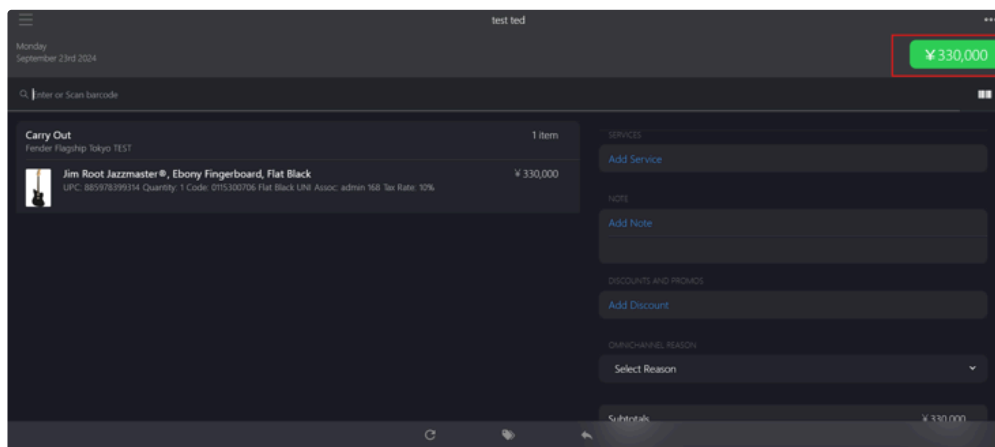 test ted
Monday
September 23rd 2024
¥330,000
Enter or Scan barcode
Carry Out
1 item
Fender Flagship Tokyo TEST
Jim Root Jazzmaster®, Ebony Fingerboard, Flat Black
¥ 330,000
UPC: 885978399314 Quantity: 1 Code: 0115300706 Flat Black UNI Assoc: admin 168 Tax Rate: 10%
SERVICES
Add Service
NOTE
Add Note
DISCOUNTS AND PROMOS
Add Discount
OMNICHANNEL REASON
Select Reason
Subtotals
¥ 330,000